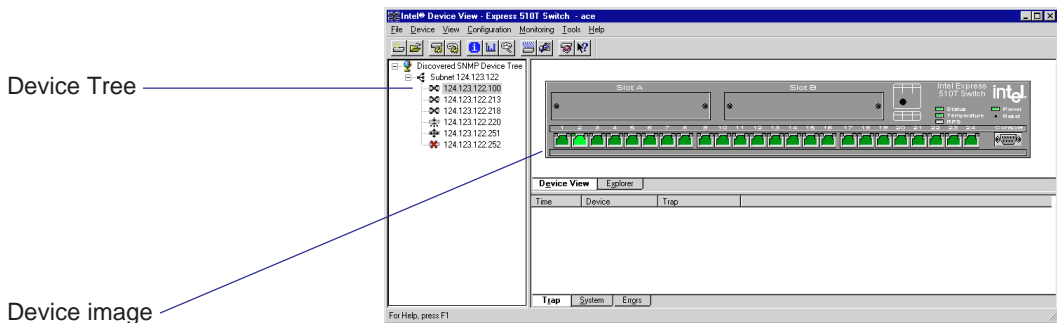 Intel® Device View - Express 510T Switch - ace
File Device View Configuration Monitoring Tools Help
Device Tree
Discovered SNMP Device Tree
Subnet 124.123.122
124.123.122.100
124.123.122.213
124.123.122.218
124.123.122.220
124.123.122.251
124.123.122.252
Slot A
Slot B
Intel Express
510T Switch
intel.
Status
Power
Temperature
Reset
RPS
1 2 3 4 5 6 7 8 9 10 11 12 13 14 15 16 17 18 19 20 21 22 23 24
Console
Device View
Explorer
Time Device Trap
Trap System Errors
Device image
For Help, press F1